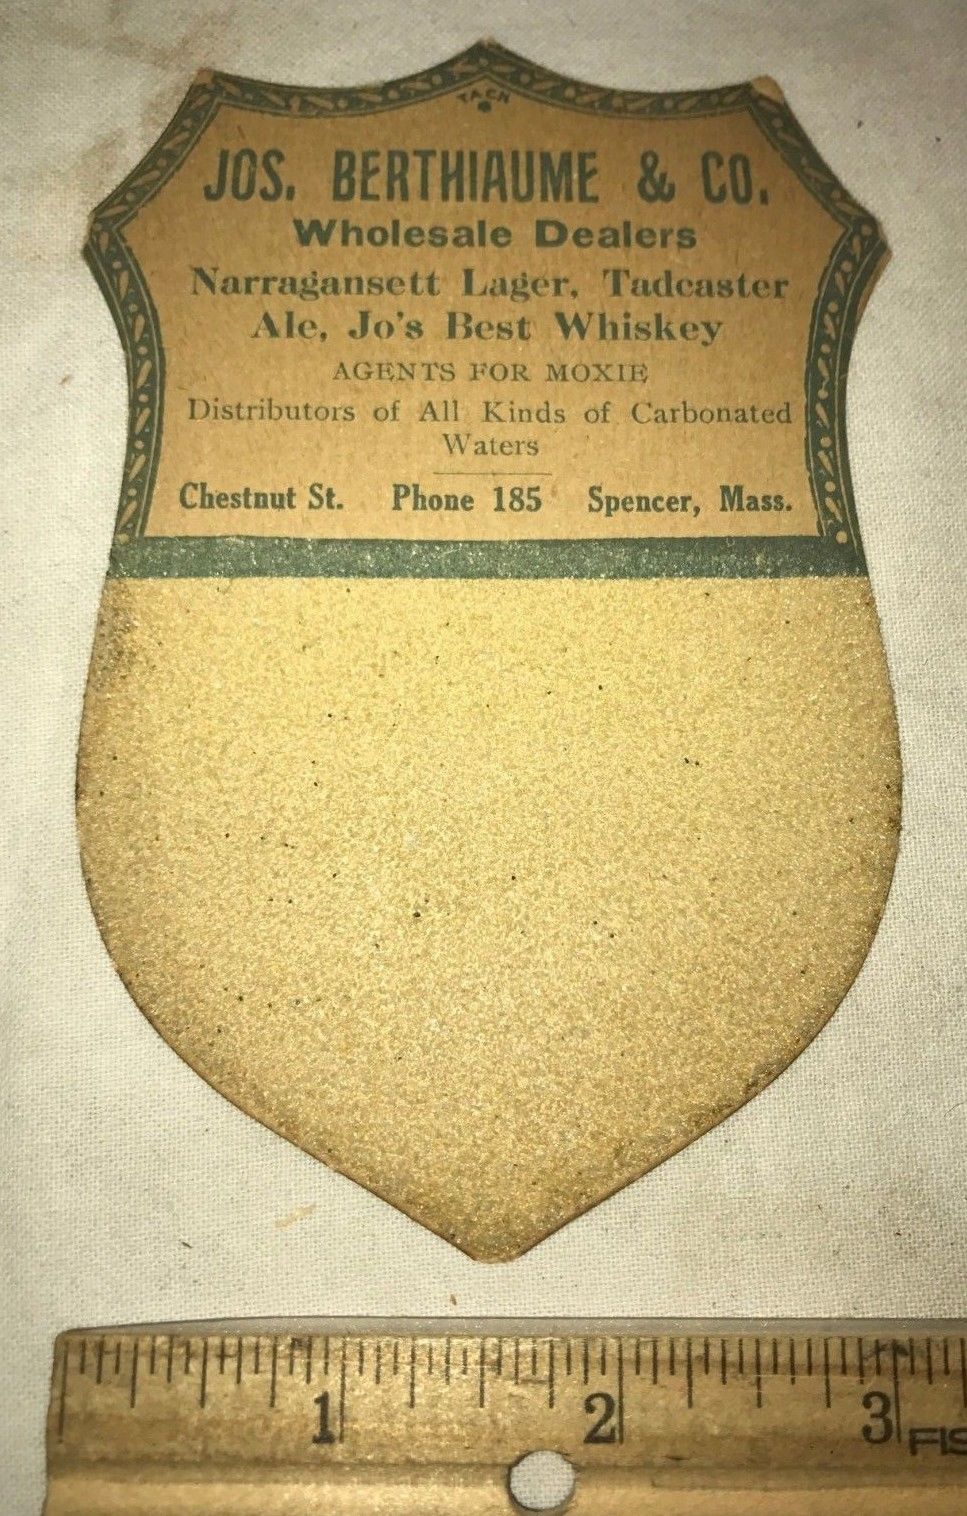 TACK
JOS. BERTHIAUME & CO.
Wholesale Dealers
Narragansett Lager, Tadcaster
Ale, Jo's Best Whiskey
AGENTS FOR MOXIE
Distributors of All Kinds of Carbonated
Waters
Chestnut St. Phone 185 Spencer, Mass.
1 2 3 FIS